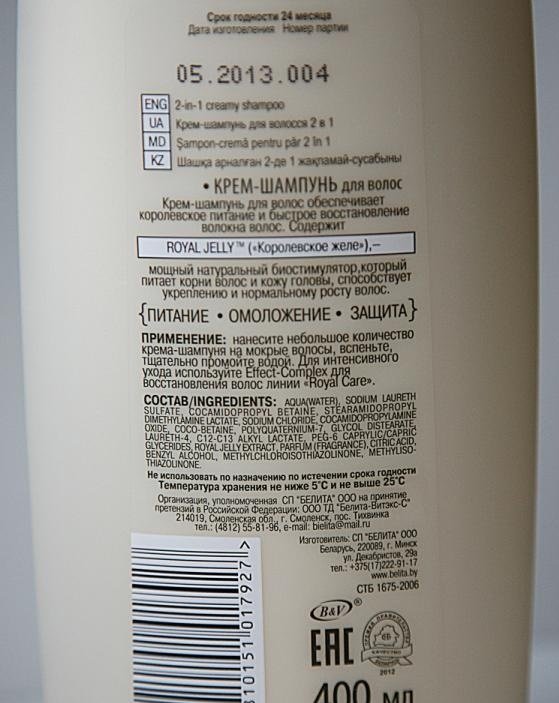 Срок годности 24 месяца
Дата изготовления Номер партии
05.2013.004
ENG 2-in-1 creamy shampoo
UA Крем-шампунь для волосся 2 в 1
MD Şampon-cremă pentru păr 2 în 1
KZ Шашқа арналған 2-де 1 жақпамай-сусабыны
• КРЕМ-ШАМПУНЬ для волос
Крем-шампунь для волос обеспечивает
королевское питание и быстрое восстановление
волокна волос. Содержит
ROYAL JELLY™ («Королевское желе»),–
мощный натуральный биостимулятор,который
питает корни волос и кожу головы, способствует
укреплению и нормальному росту волос.
{ПИТАНИЕ • ОМОЛОЖЕНИЕ • ЗАЩИТА}
ПРИМЕНЕНИЕ: нанесите небольшое количество
крема-шампуня на мокрые волосы, вспеньте,
тщательно промойте водой. Для интенсивного
ухода используйте Effect-Complex для
восстановления волос линии «Royal Care».
СОСТАВ/INGREDIENTS: AQUA(WATER), SODIUM LAURETH
SULFATE, COCAMIDOPROPYL BETAINE, STEARAMIDOPROPYL
DIMETHYLAMINE LACTATE, SODIUM CHLORIDE, COCAMIDOPROPYLAMINE
OXIDE, COCO-BETAINE, POLYQUATERNIUM-7, GLYCOL DISTEARATE,
LAURETH-4, C12-C13 ALKYL LACTATE, PEG-6 CAPRYLIC/CAPRIC
GLYCERIDES, ROYAL JELLY EXTRACT, PARFUM (FRAGRANCE), CITRIC ACID,
BENZYL ALCOHOL, METHYLCHLOROISOTHIAZOLINONE, METHYLISO-
THIAZOLINONE.
Не использовать по назначению по истечении срока годности
Температура хранения не ниже 5°С и не выше 25°С
Организация, уполномоченная СП "БЕЛИТА" ООО на принятие
претензий в Российской Федерации: ООО ТД "Белита-Витэкс-С"
214019, Смоленская обл., г. Смоленск, пос. Тихвинка
тел.: (4812) 55-81-96, e-mail: bielita@mail.ru
Изготовитель: СП "БЕЛИТА" ООО
Беларусь, 220089, г. Минск
ул. Декабристов, 29а
тел.: +375(17)222-91-17
www.belita.by
СТБ 1675-2006
B&V®
EAC
КАЧЕСТВО
2012
400 мл
810151 017927 >